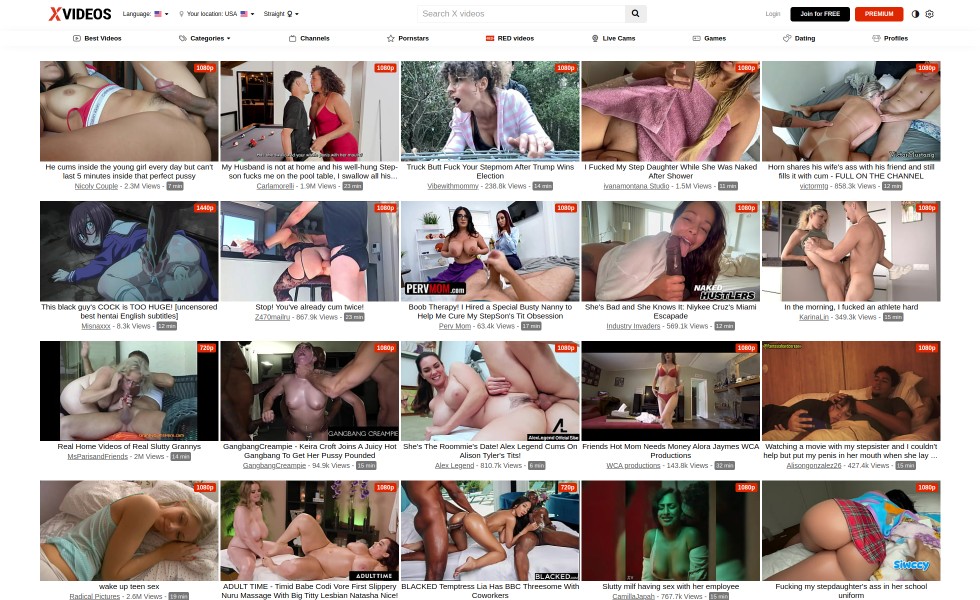 XVIDEOS
Language:
Your location: USA
Straight
Search X videos
Login
Join for FREE
PREMIUM
Best Videos
Categories
Channels
Pornstars
RED videos
Live Cams
Games
Dating
Profiles
1080p
He cums inside the young girl every day but can't
last 5 minutes inside that perfect pussy
Nicoly Couple - 2.3M Views - 7 min
1080p
My Husband is not at home and his well-hung Step-
son fucks me on the pool table, I swallow all his...
Carlamorelli - 1.9M Views - 23 min
1080p
Truck Butt Fuck Your Stepmom After Trump Wins
Election
Vibewithmommy - 238.8k Views - 14 min
1080p
I Fucked My Step Daughter While She Was Naked
After Shower
ivanamontana Studio - 1.5M Views - 11 min
1080p
Horn shares his wife's ass with his friend and still
fills it with cum - FULL ON THE CHANNEL
victormtg - 858.3k Views - 12 min
1440p
This black guy's COCK is TOO HUGE! [uncensored
best hentai English subtitles]
Misnaxxx - 8.3k Views - 12 min
1080p
Stop! You've already cum twice!
Z470mailru - 867.9k Views - 23 min
1080p
PERVMOM.com
Boob Therapy! I Hired a Special Busty Nanny to
Help Me Cure My StepSon's Tit Obsession
Perv Mom - 63.4k Views - 17 min
1080p
NAKED
HUSTLERS
She's Bad and She Knows It: Nykee Cruz's Miami
Escapade
Industry Invaders - 569.1k Views - 12 min
1080p
In the morning, I fucked an athlete hard
KarinaLin - 349.3k Views - 15 min
720p
Real Home Videos of Real Slutty Grannys
MsParisandFriends - 2M Views - 14 min
1080p
GANGBANG CREAMPIE
GangbangCreampie - Keira Croft Joins A Juicy Hot
Gangbang To Get Her Pussy Pounded
GangbangCreampie - 94.9k Views - 15 min
1080p
Alex Legend Official Site
She's The Roommie's Date! Alex Legend Cums On
Alison Tyler's Tits!
Alex Legend - 810.7k Views - 6 min
1080p
Friends Hot Mom Needs Money Alora Jaymes WCA
Productions
WCA productions - 143.8k Views - 32 min
1080p
Watching a movie with my stepsister and I couldn't
help but put my penis in her mouth when she lay ...
Alisongonzalez26 - 427.4k Views - 15 min
1080p
wake up teen sex
Radical Pictures - 2.6M Views - 19 min
1080p
ADULT TIME
ADULT TIME - Timid Babe Codi Vore First Slippery
Nuru Massage With Big Titty Lesbian Natasha Nice!
720p
BLACKED
BLACKED Temptress Lia Has BBC Threesome With
Coworkers
1080p
Slutty milf having sex with her employee
CamillaJapah - 767.7k Views - 15 min
1080p
Fucking my stepdaughter's ass in her school
uniform